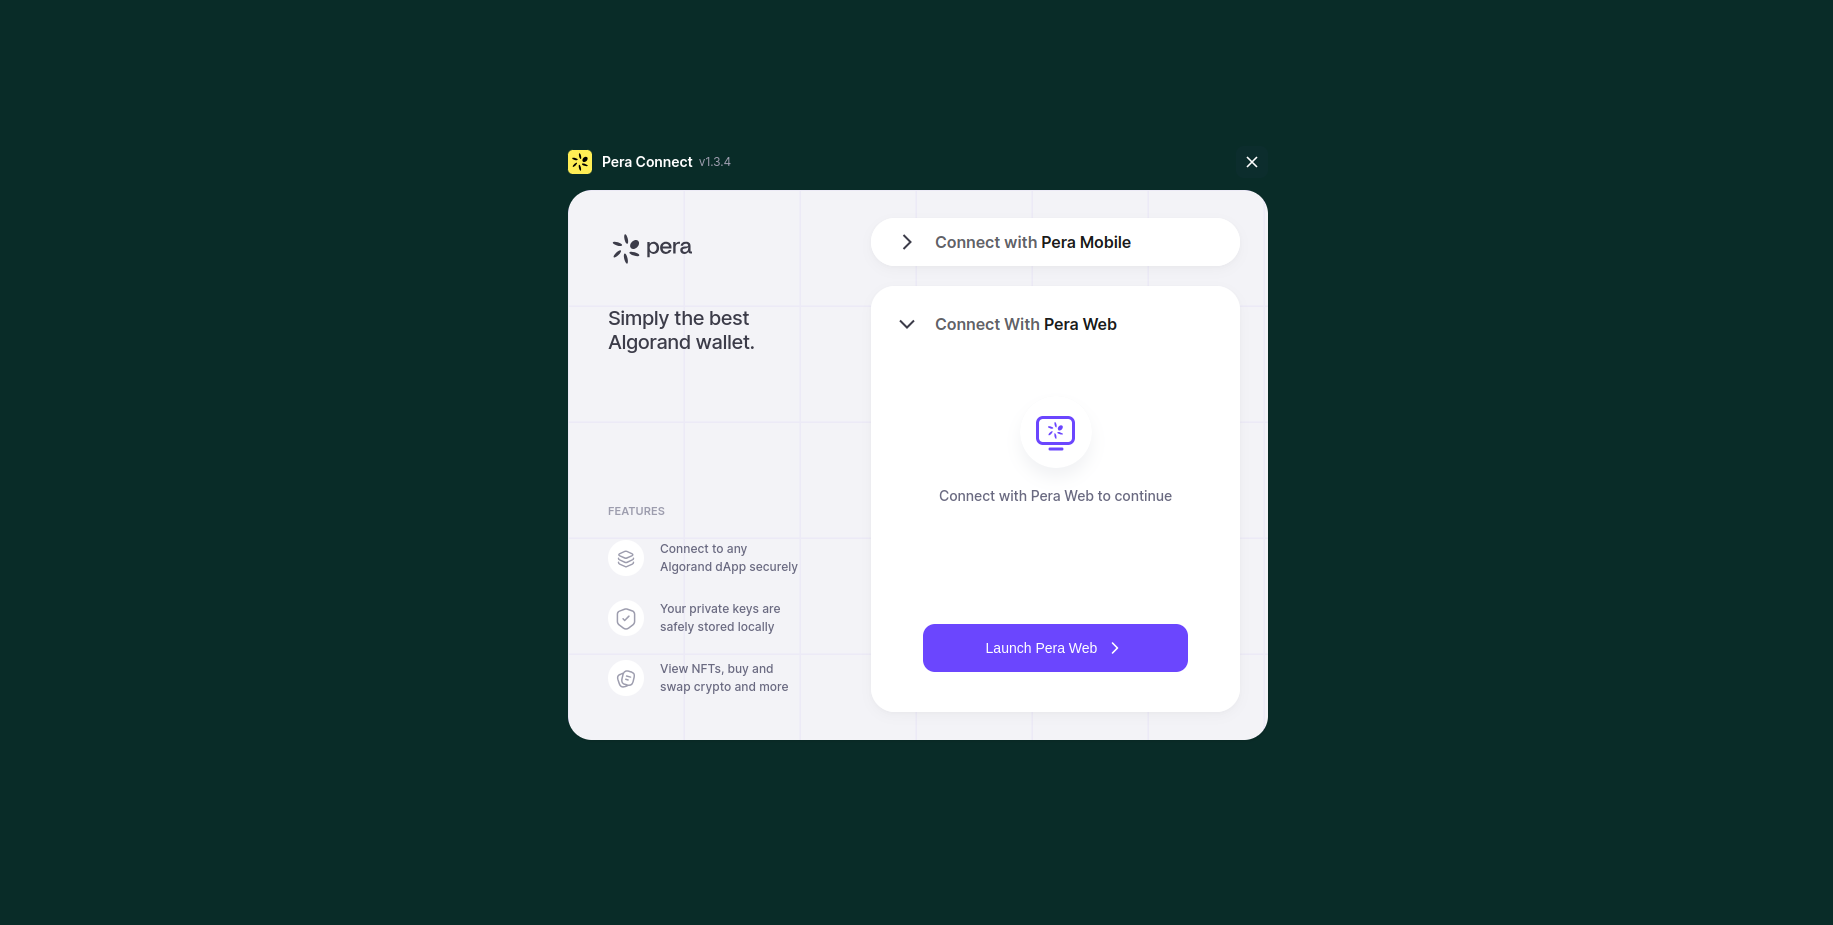 Pera Connect v1.3.4
pera
Simply the best
Algorand wallet.
FEATURES
Connect to any
Algorand dApp securely
Your private keys are
safely stored locally
View NFTs, buy and
swap crypto and more
Connect with Pera Mobile
Connect With Pera Web
Connect with Pera Web to continue
Launch Pera Web